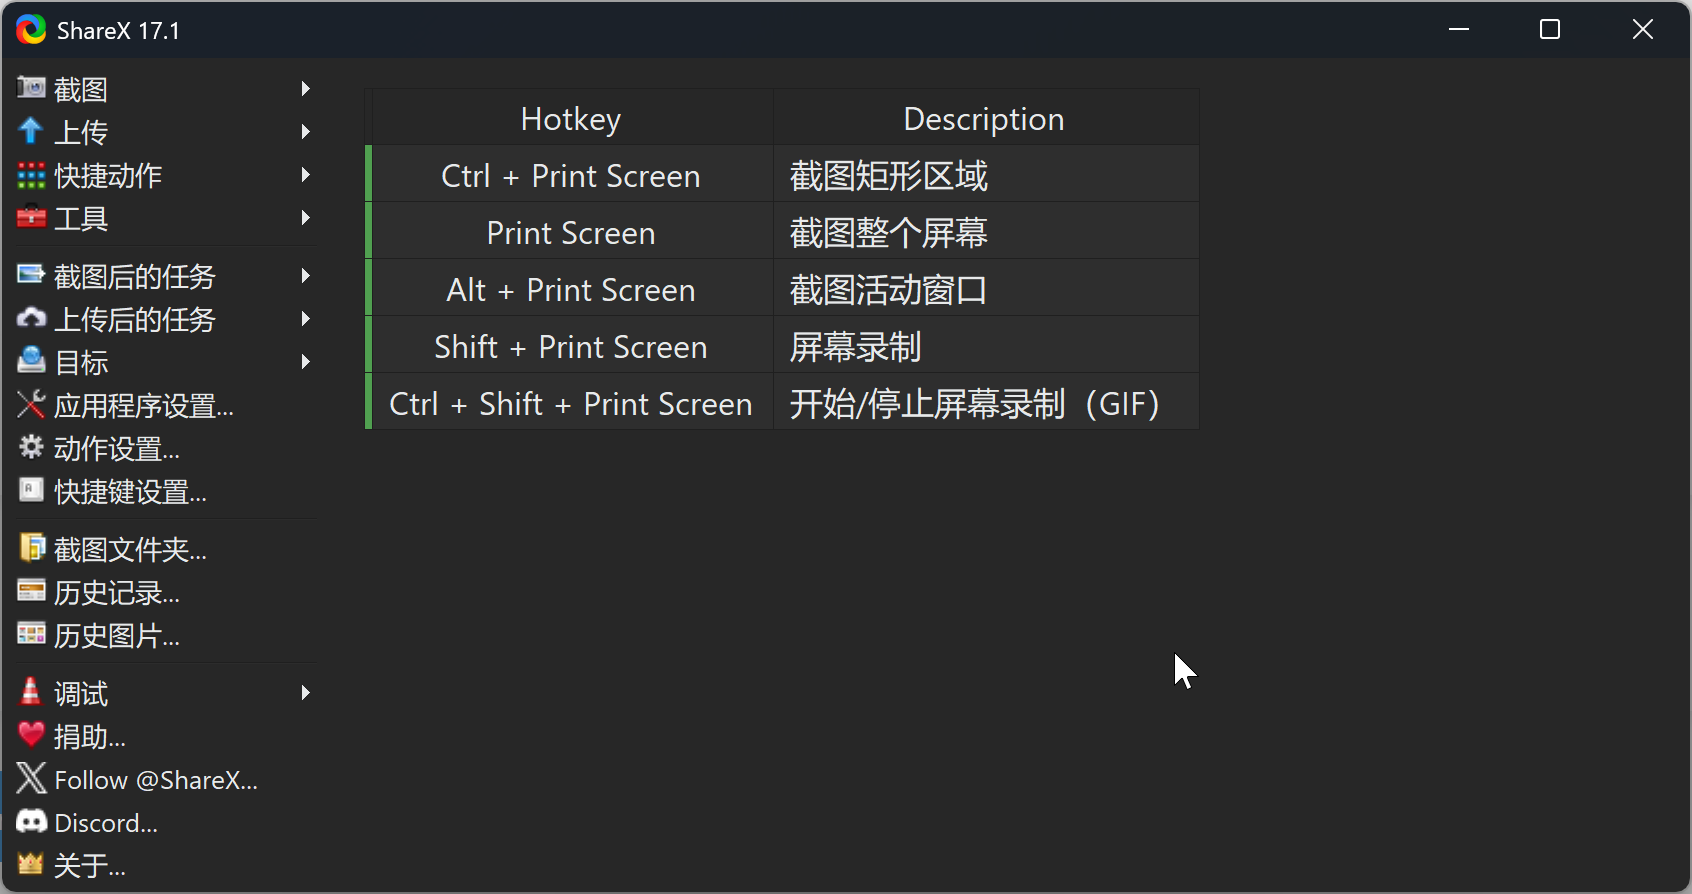 ShareX 17.1
截图
上传
快捷动作
工具
截图后的任务
上传后的任务
目标
应用程序设置...
动作设置...
快捷键设置...
截图文件夹...
历史记录...
历史图片...
调试
捐助...
Follow @ShareX...
Discord...
关于...
Hotkey Description
Ctrl + Print Screen 截图矩形区域
Print Screen 截图整个屏幕
Alt + Print Screen 截图活动窗口
Shift + Print Screen 屏幕录制
Ctrl + Shift + Print Screen 开始/停止屏幕录制（GIF）